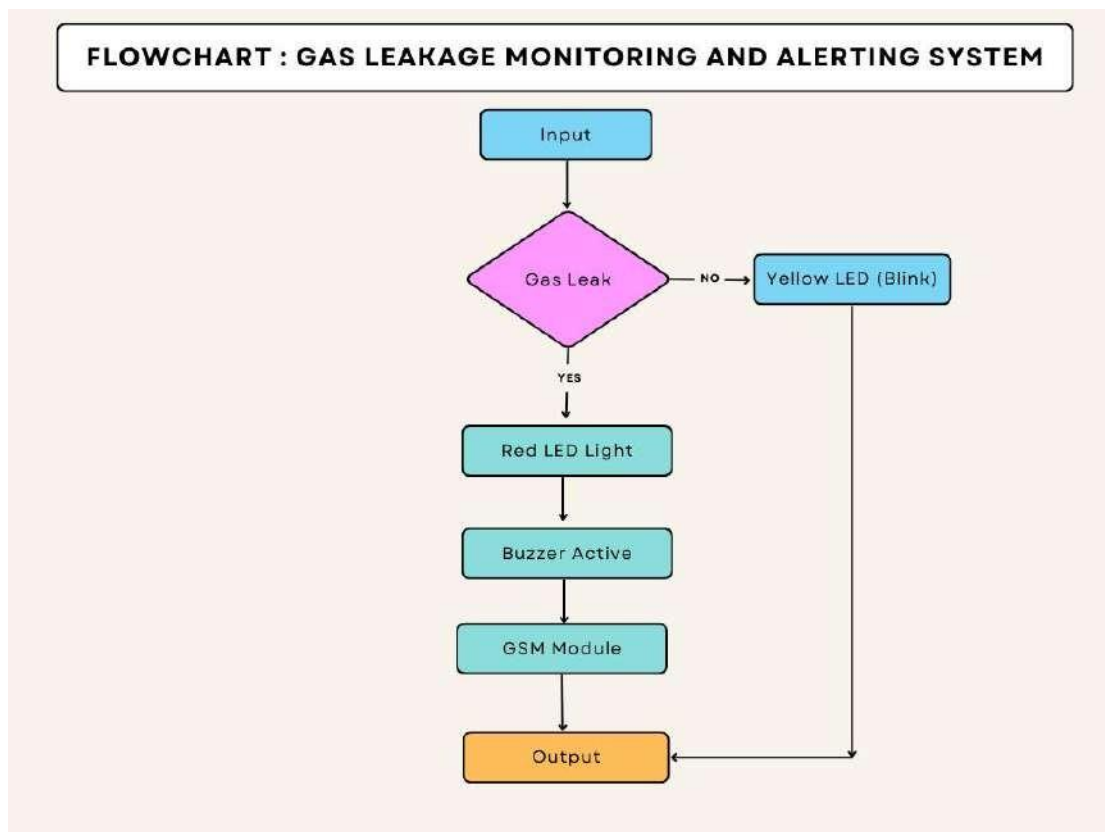 FLOWCHART : GAS LEAKAGE MONITORING AND ALERTING SYSTEM
Input
Gas Leak
NO
Yellow LED (Blink)
YES
Red LED Light
Buzzer Active
GSM Module
Output